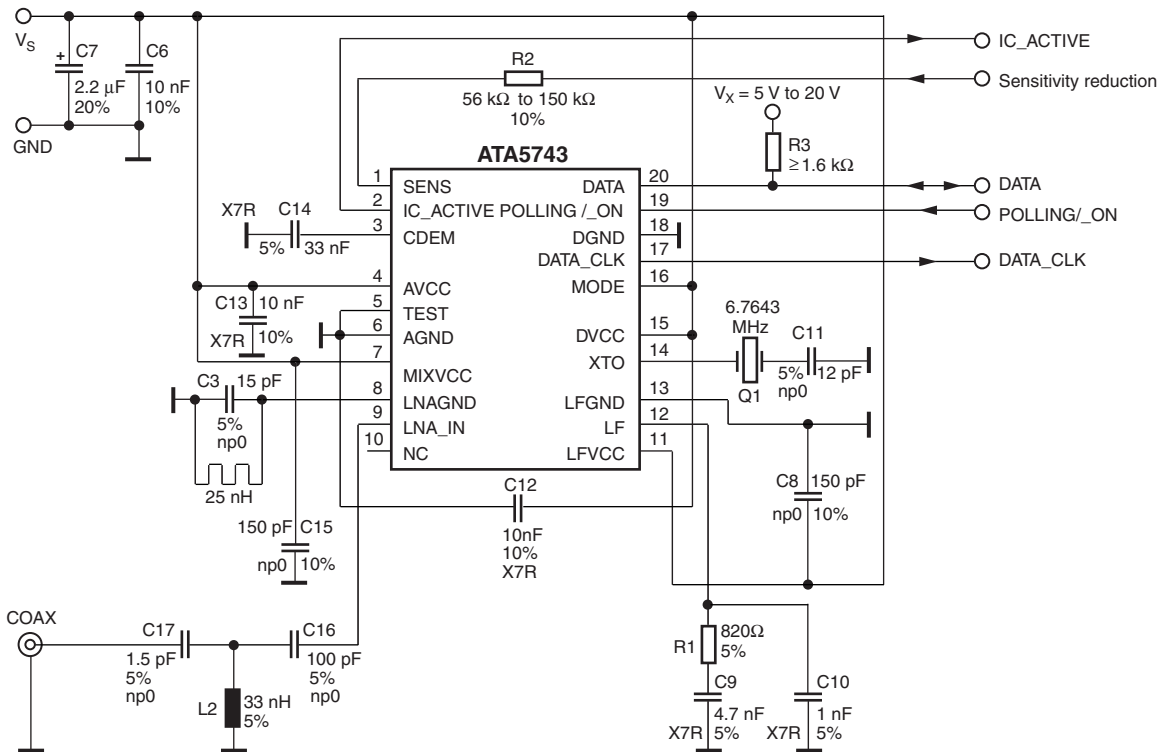 V_S
GND
+
C7
2.2 µF
20%
C6
10 nF
10%
R2
56 kΩ to 150 kΩ
10%
IC_ACTIVE
Sensitivity reduction
V_X = 5 V to 20 V
R3
≥1.6 kΩ
DATA
POLLING/_ON
DATA_CLK
ATA5743
1 SENS
2 IC_ACTIVE
3 CDEM
4 AVCC
5 TEST
6 AGND
7 MIXVCC
8 LNAGND
9 LNA_IN
10 NC
DATA 20
POLLING /_ON 19
DGND 18
DATA_CLK 17
MODE 16
DVCC 15
XTO 14
LFGND 13
LF 12
LFVCC 11
X7R
C14
5%
33 nF
C13
10 nF
X7R
10%
C3
15 pF
5%
np0
25 nH
150 pF
C15
np0
10%
C12
10nF
10%
X7R
6.7643
MHz
Q1
C11
5%
np0
12 pF
C8
150 pF
np0
10%
COAX
C17
1.5 pF
5%
np0
C16
100 pF
5%
np0
L2
33 nH
5%
R1
820Ω
5%
C9
4.7 nF
X7R
5%
C10
1 nF
X7R
5%